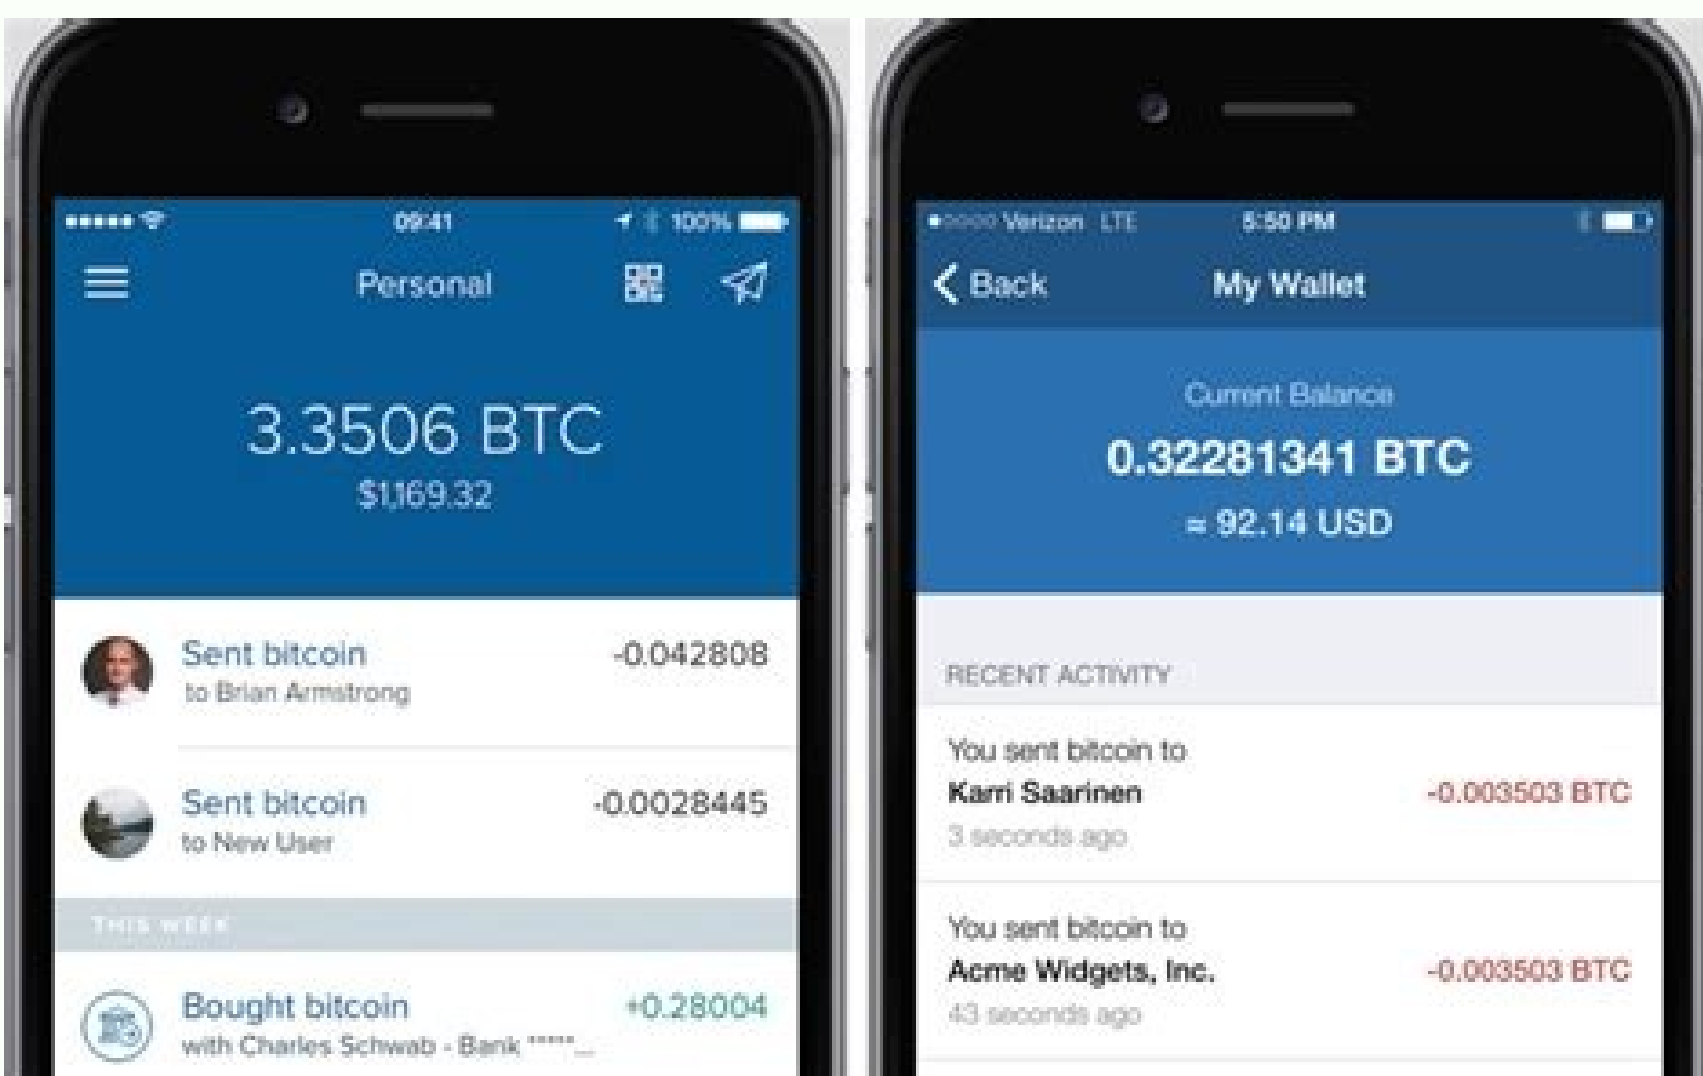 09:41
100%
Personal
3.3506 BTC
$1,169.32
Sent bitcoin
-0.042808
to Brian Armstrong
Sent bitcoin
-0.0028445
to New User
THIS WEEK
Bought bitcoin
+0.28004
with Charles Schwab - Bank *****...
Verizon LTE
5:50 PM
Back
My Wallet
Current Balance
0.32281341 BTC
≈ 92.14 USD
RECENT ACTIVITY
You sent bitcoin to
Karri Saarinen
-0.003503 BTC
3 seconds ago
You sent bitcoin to
Acme Widgets, Inc.
-0.003503 BTC
43 seconds ago